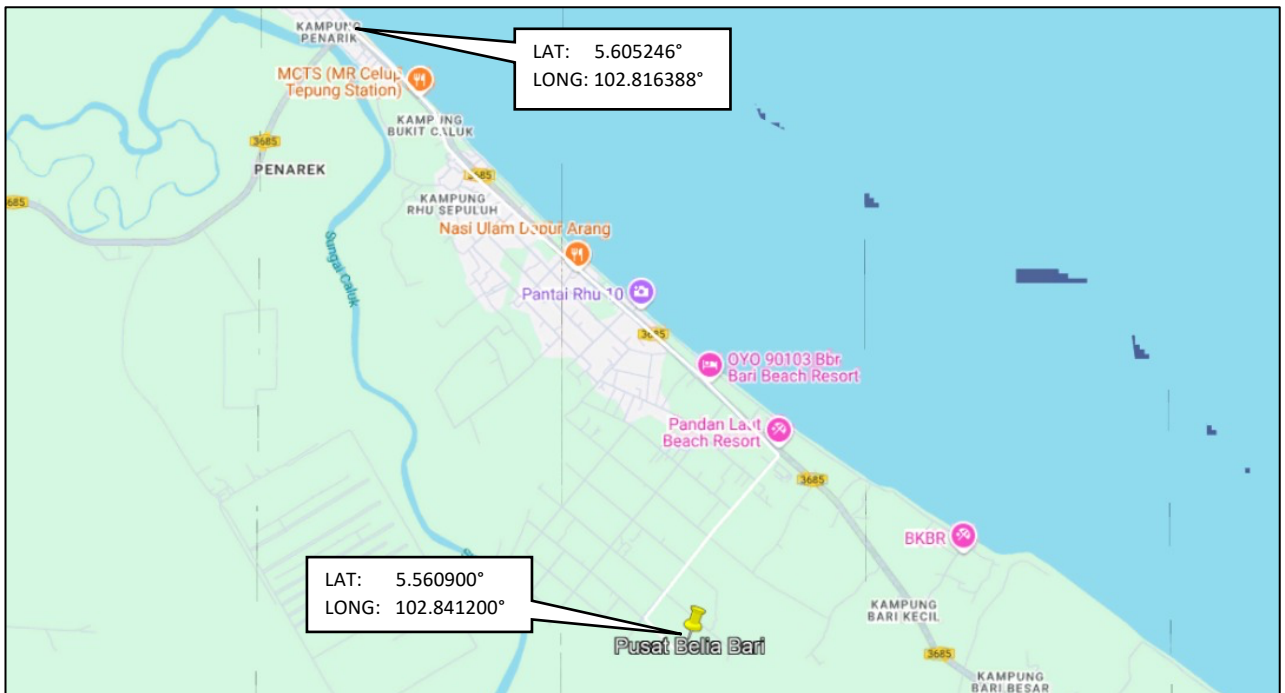 KAMPUNG
PENARIK
LAT: 5.605246°
LONG: 102.816388°
MCTS (MR Celup
Tepung Station)
KAMPUNG
BUKIT CALUK
3685
PENAREK
3685
685
KAMPUNG
RHU SEPULUH
Nasi Ulam Dapur Arang
Sungai Caluk
Pantai Rhu 10
3685
OYO 90103 Bbr
Bari Beach Resort
Pandan Laut
Beach Resort
3685
BKBR
LAT: 5.560900°
LONG: 102.841200°
KAMPUNG
BARI KECIL
Pusat Belia Bari
3685
KAMPUNG
BARI BESAR